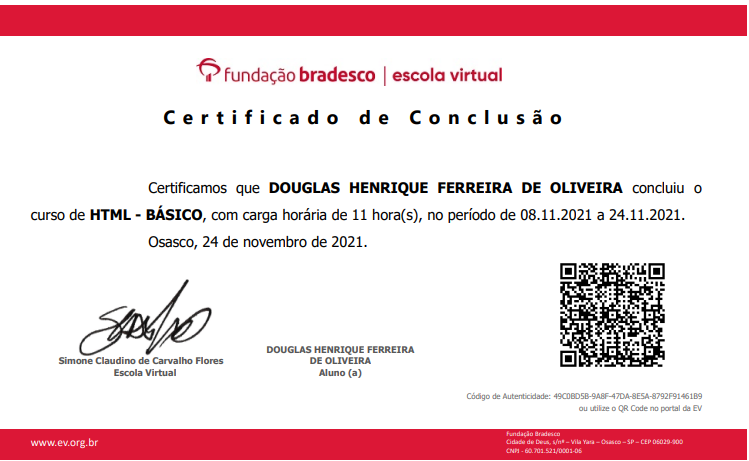 fundação bradesco | escola virtual
Certificado de Conclusão
Certificamos que DOUGLAS HENRIQUE FERREIRA DE OLIVEIRA concluiu o
curso de HTML - BÁSICO, com carga horária de 11 hora(s), no período de 08.11.2021 a 24.11.2021.
Osasco, 24 de novembro de 2021.
Simone Claudino de Carvalho Flores
Escola Virtual
DOUGLAS HENRIQUE FERREIRA
DE OLIVEIRA
Aluno (a)
Código de Autenticidade: 49C0BD5B-9A8F-47DA-8E5A-8792F91461B9
ou utilize o QR Code no portal da EV
www.ev.org.br
Fundação Bradesco
Cidade de Deus, s/nº – Vila Yara – Osasco – SP – CEP 06029-900
CNPJ - 60.701.521/0001-06